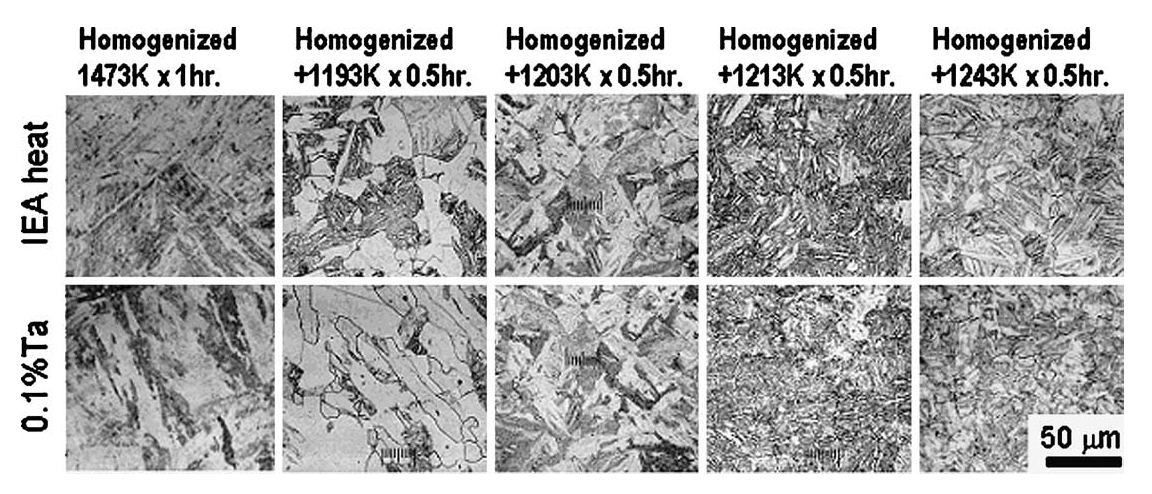 Homogenized
1473K x 1hr.
Homogenized
+1193K x 0.5hr.
Homogenized
+1203K x 0.5hr.
Homogenized
+1213K x 0.5hr.
Homogenized
+1243K x 0.5hr.
IEA heat
0.1%Ta
50 μm